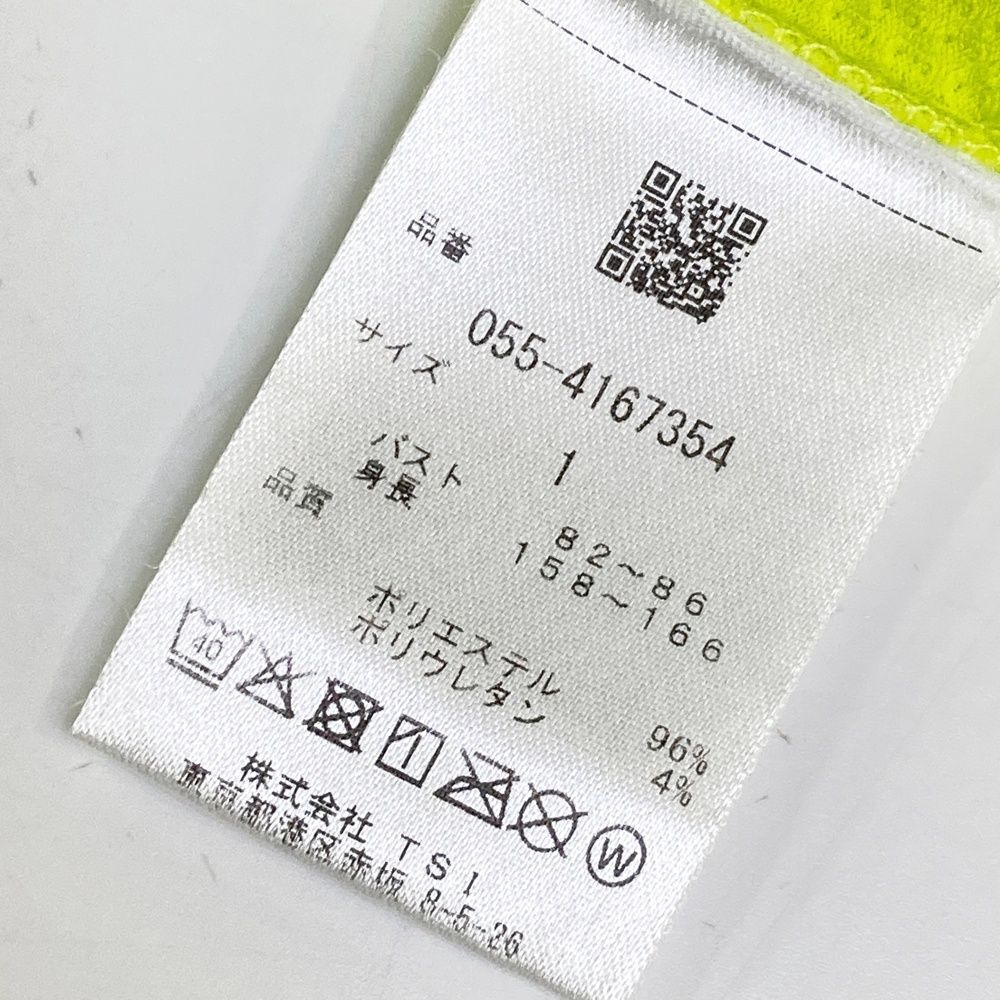 品番
055-4167354
サイズ
1
バスト 82～86
身長 158～166
品質
ポリエステル 96%
ポリウレタン 4%
40
W
株式会社 TSI
東京都港区赤坂 8-5-26